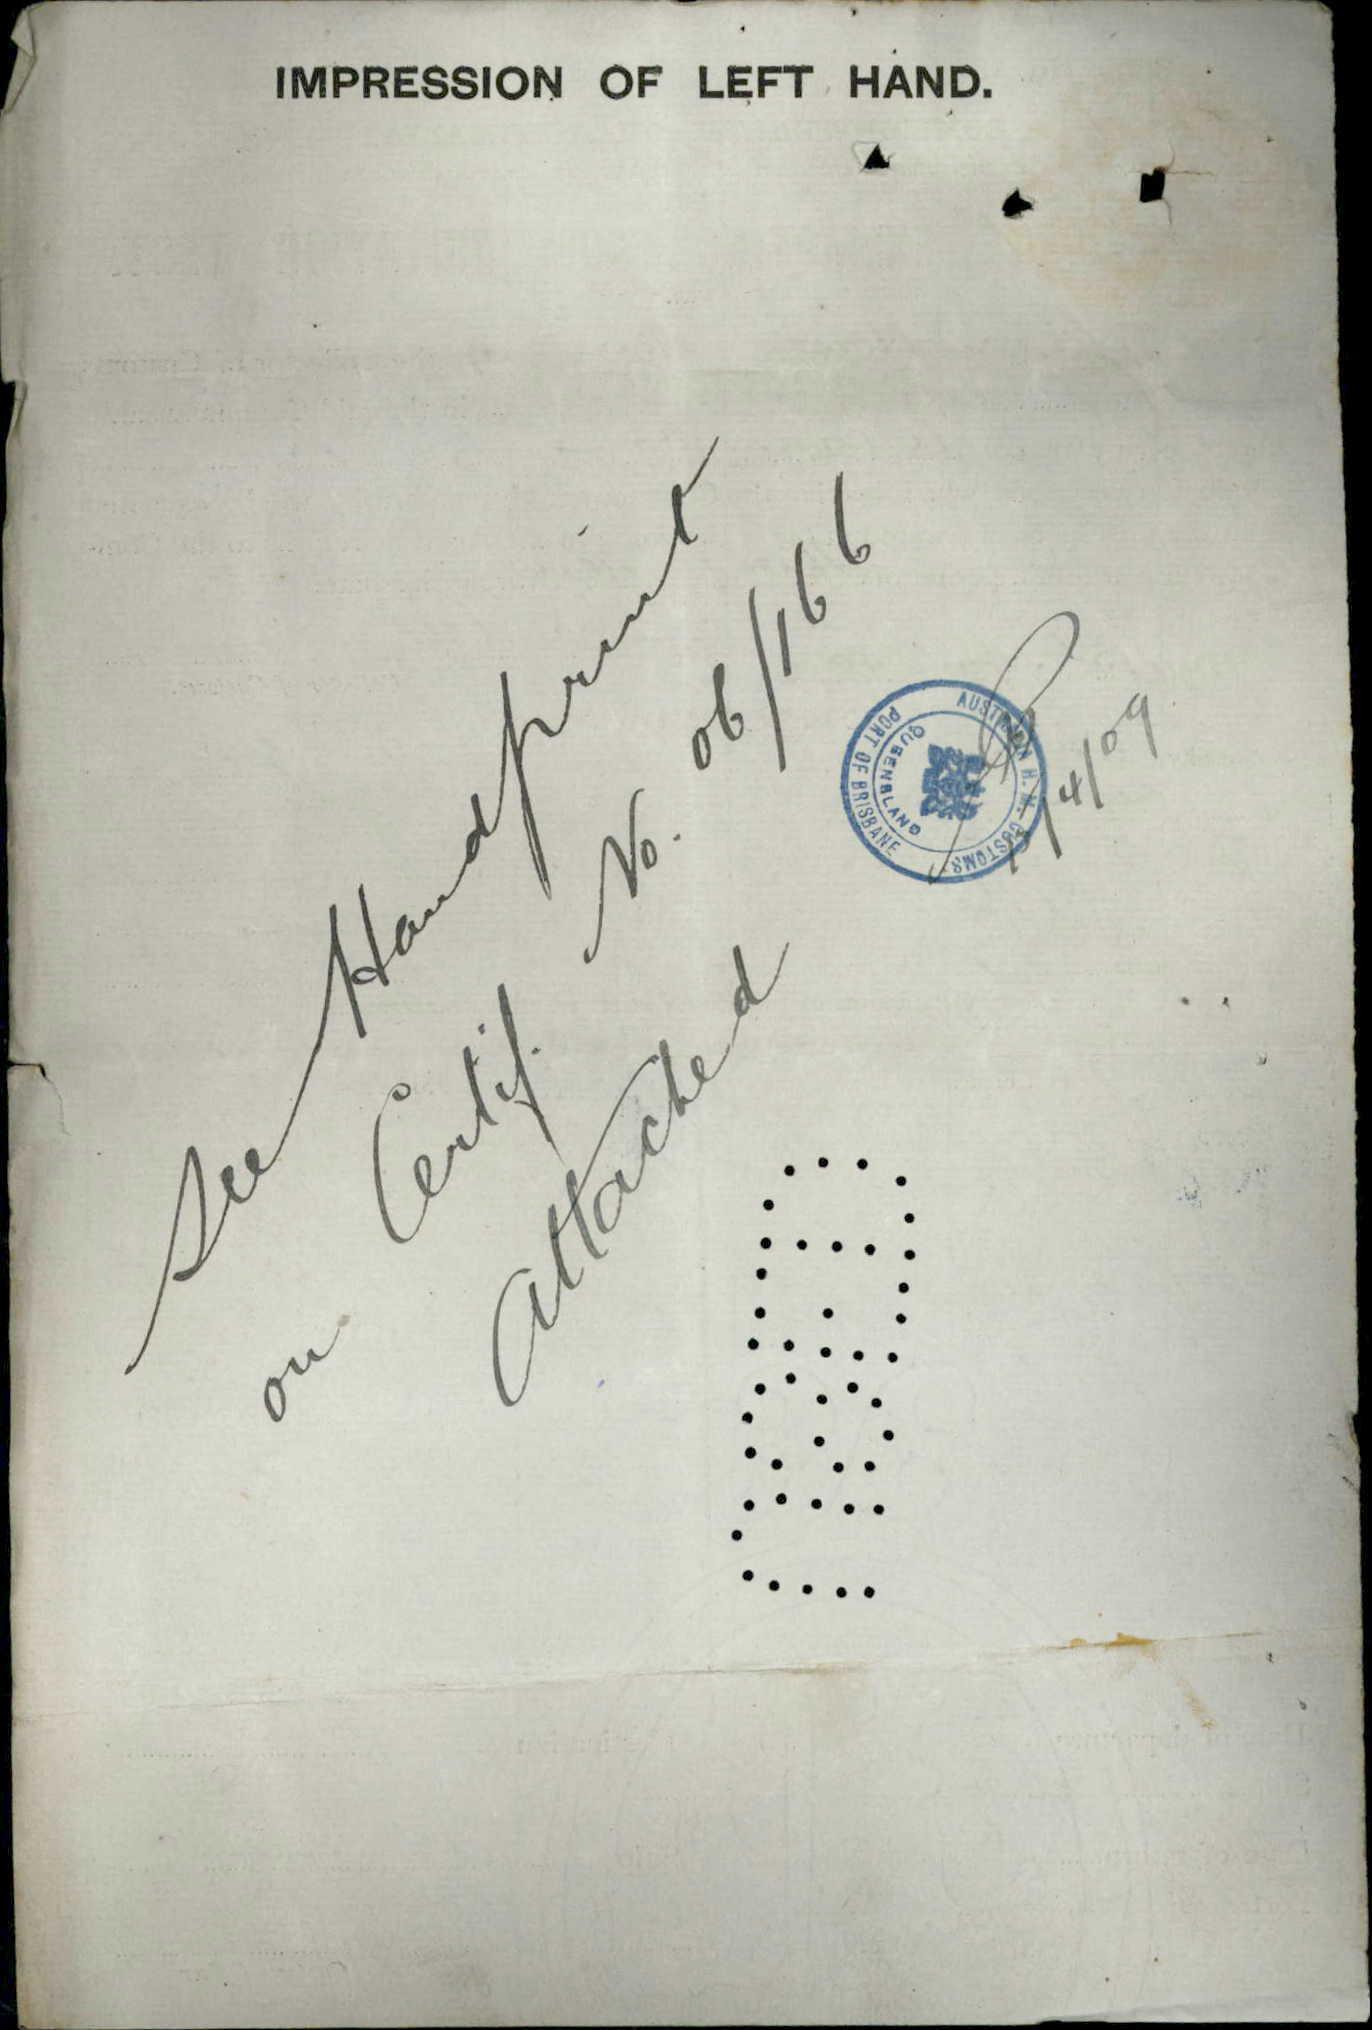 IMPRESSION OF LEFT HAND.
See Handprint
on Certif. No. 06/166
attached
AUSTRALIAN H. M. CUSTOMS
PORT OF BRISBANE
QUEENSLAND
/4/09